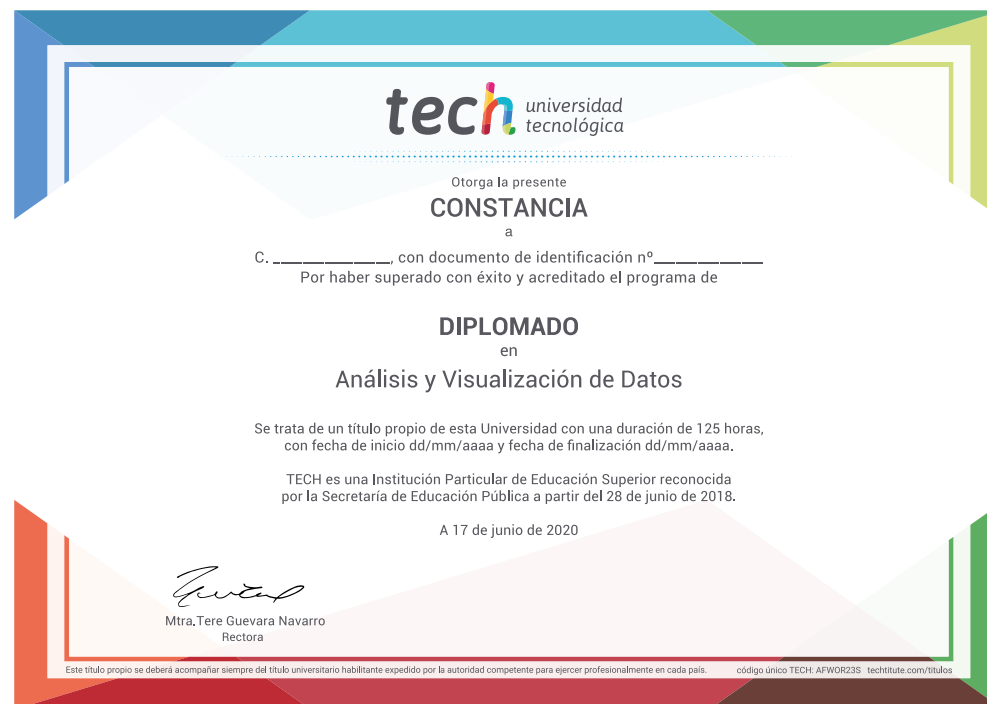 tech universidad
tecnológica
Otorga la presente
CONSTANCIA
a
C. ______________, con documento de identificación nº_____________
Por haber superado con éxito y acreditado el programa de
DIPLOMADO
en
Análisis y Visualización de Datos
Se trata de un título propio de esta Universidad con una duración de 125 horas,
con fecha de inicio dd/mm/aaaa y fecha de finalización dd/mm/aaaa.
TECH es una Institución Particular de Educación Superior reconocida
por la Secretaría de Educación Pública a partir del 28 de junio de 2018.
A 17 de junio de 2020
Mtra.Tere Guevara Navarro
Rectora
Este título propio se deberá acompañar siempre del título universitario habilitante expedido por la autoridad competente para ejercer profesionalmente en cada país. código único TECH: AFWOR23S techtitute.com/titulos